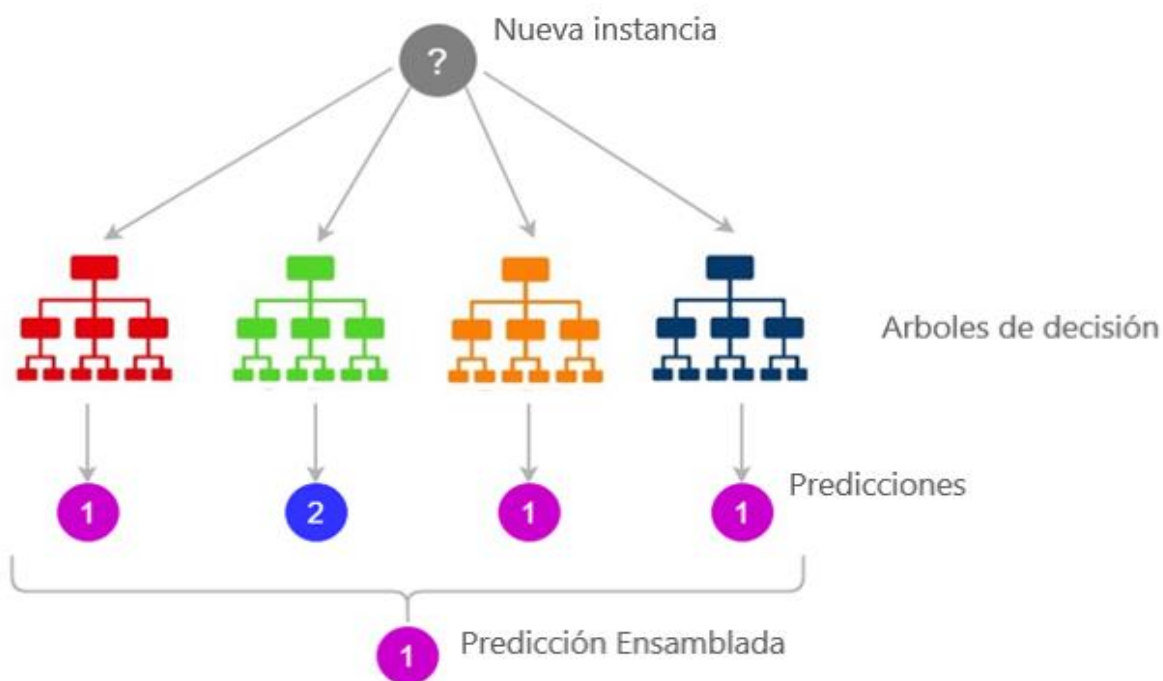 Nueva instancia
?
Arboles de decisión
Predicciones
1
2
1
1
1
Predicción Ensamblada